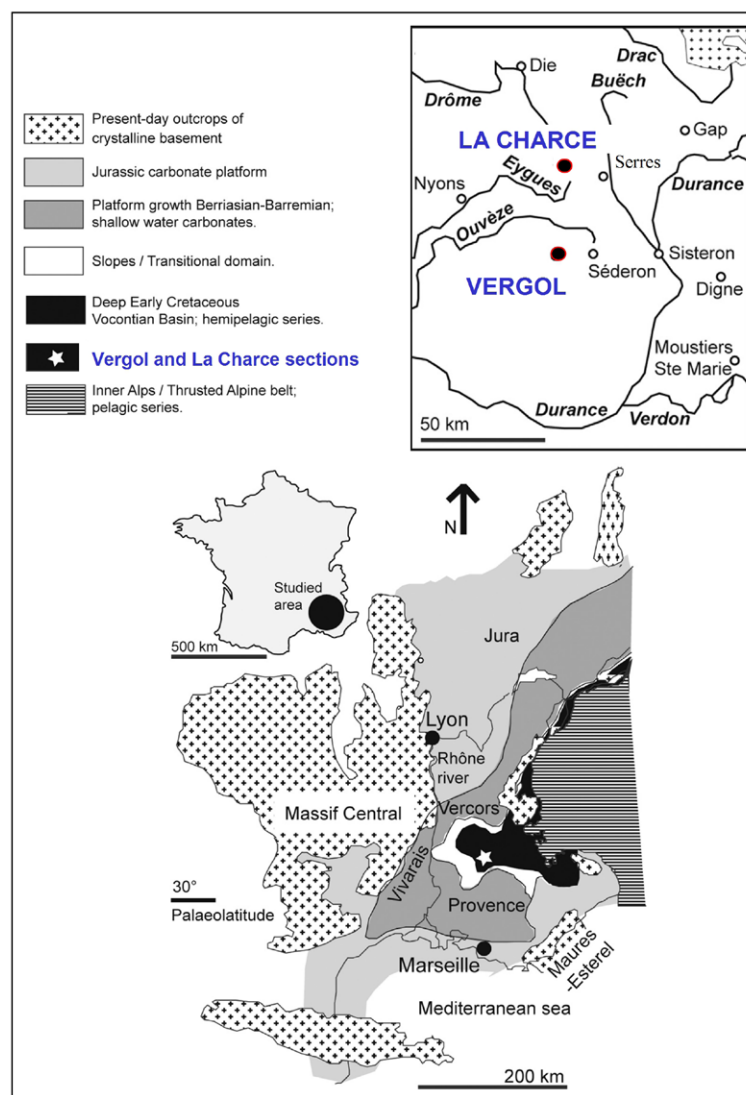 Present-day outcrops of
crystalline basement
Jurassic carbonate platform
Platform growth Berriasian-Barremian;
shallow water carbonates.
Slopes / Transitional domain.
Deep Early Cretaceous
Vocontian Basin; hemipelagic series.
Vergol and La Charce sections
Inner Alps / Thrusted Alpine belt;
pelagic series.
Die
Drac
Buëch
Drôme
LA CHARCE
Gap
Eygues
Serres
Nyons
Durance
Ouvèze
Sisteron
VERGOL
Séderon
Digne
Moustiers
Ste Marie
Durance
Verdon
50 km
N
Studied
area
500 km
Jura
Lyon
Rhône
river
Massif Central
Vercors
Vivarais
30°
Palaeolatitude
Provence
Marseille
Maures
-Esterel
Mediterranean sea
200 km